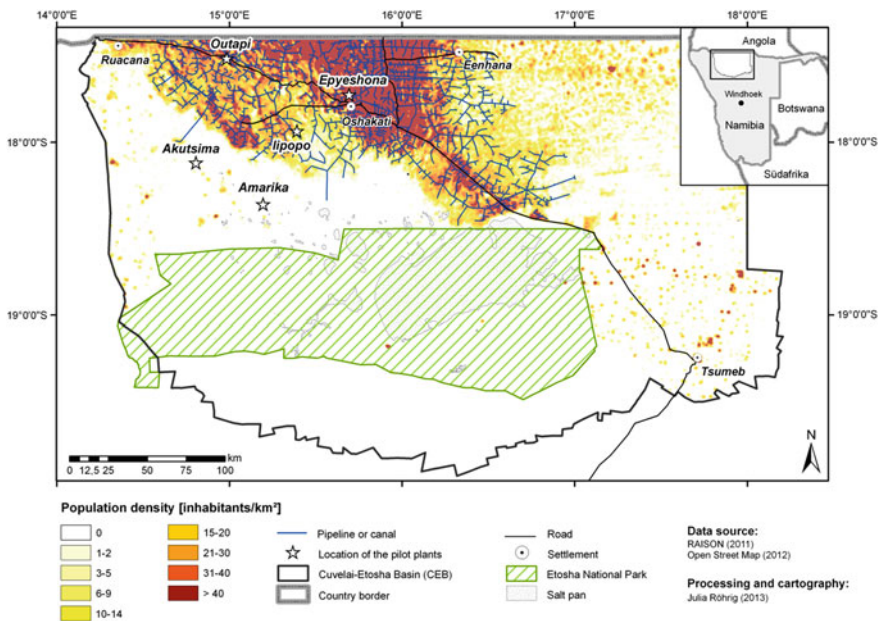 14°00'0"E 15°00'0"E 16°00'0"E 17°00'0"E 18°00'0"E
Ruacana
Outapi
Epyeshona
Eenhana
Oshakati
Iipopo
Akutsima
Amarika
Tsumeb
18°0'0"S
18°0'0"S
19°0'0"S
19°0'0"S
Angola
Windhoek
Namibia
Botswana
Südafrika
km
0 12,5 25 50 75 100
N
Population density [inhabitants/km²]
0
1-2
3-5
6-9
10-14
15-20
21-30
31-40
> 40
Pipeline or canal
Location of the pilot plants
Cuvelai-Etosha Basin (CEB)
Country border
Road
Settlement
Etosha National Park
Salt pan
Data source:
RAISON (2011)
Open Street Map (2012)
Processing and cartography:
Julia Röhrig (2013)